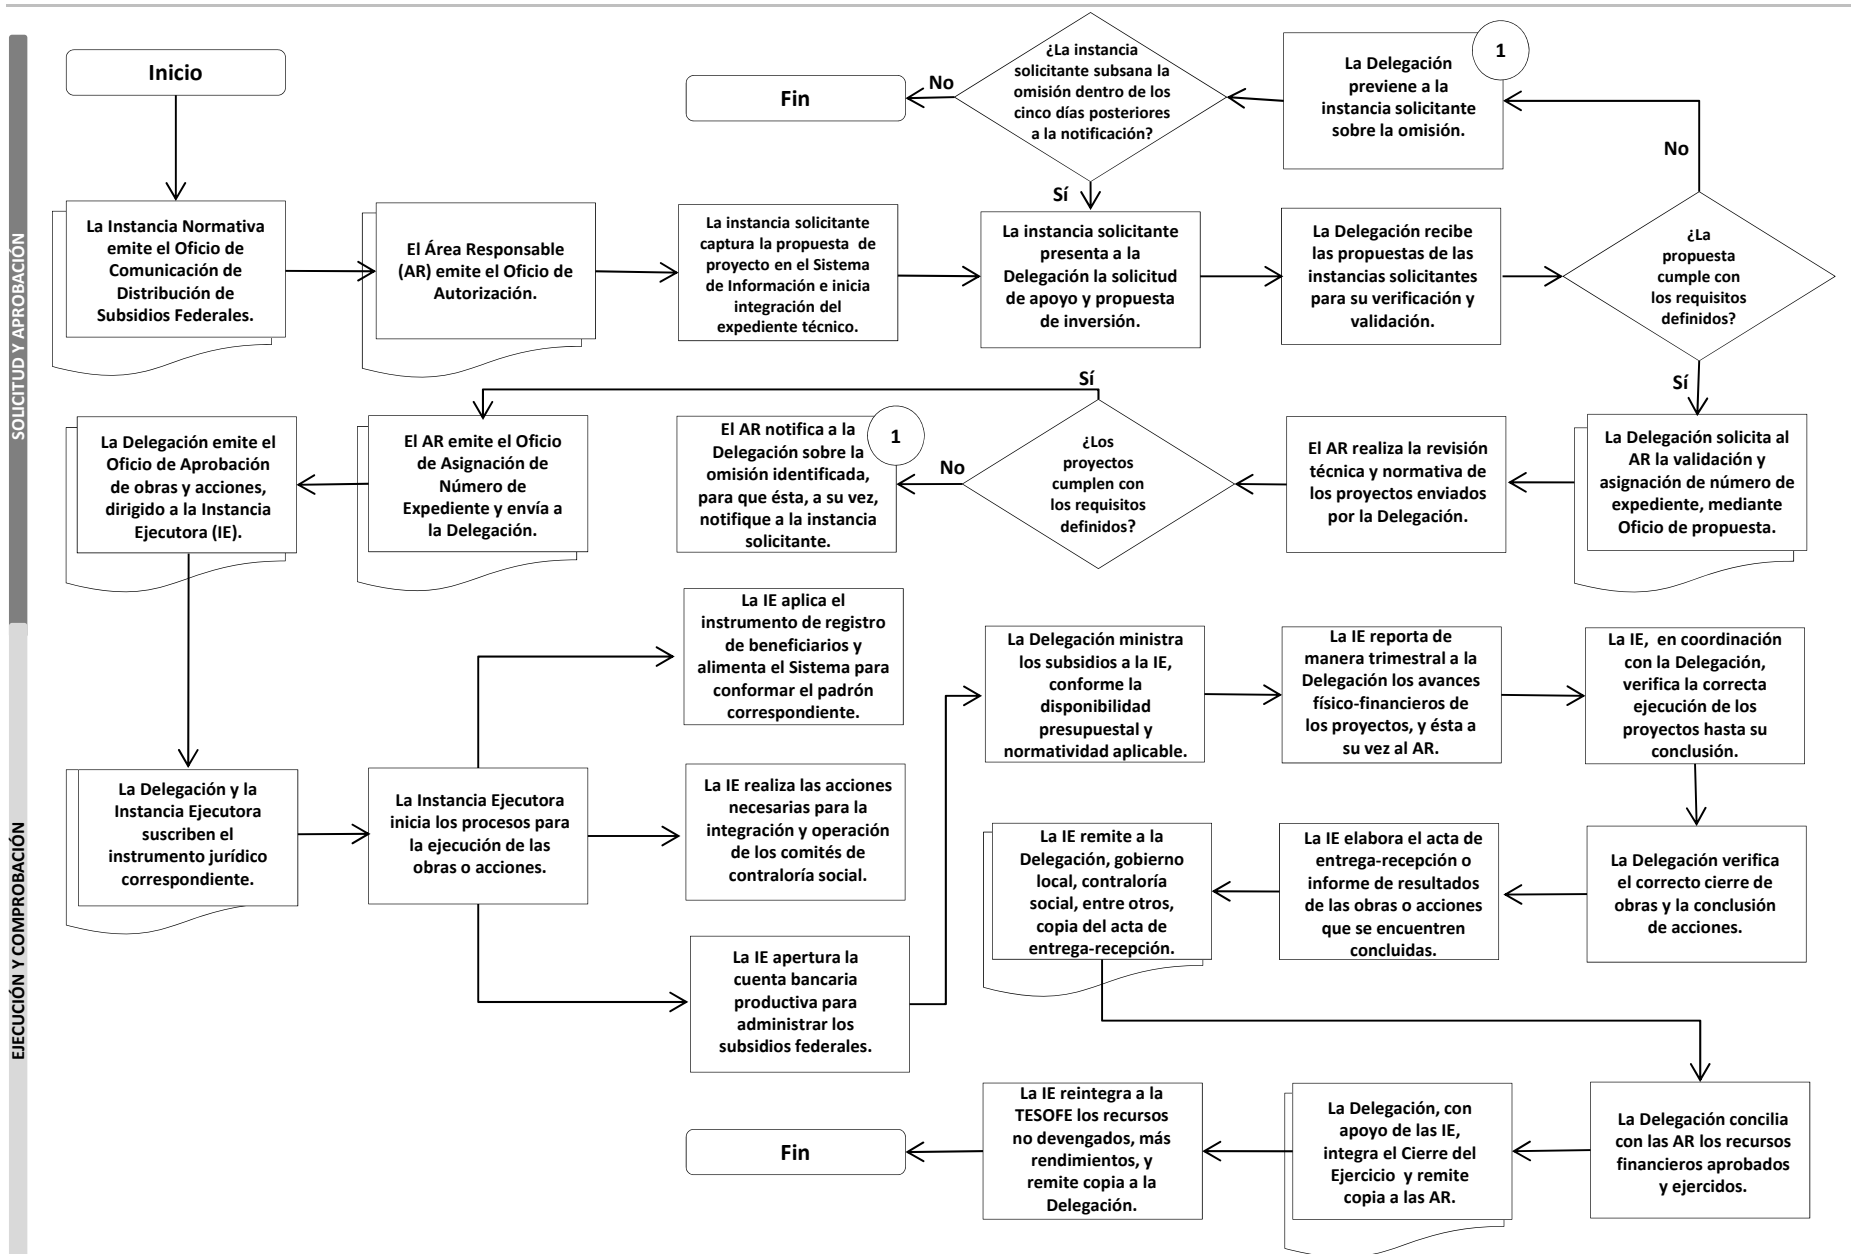 SOLICITUD Y APROBACIÓN
Inicio
La Instancia Normativa
emite el Oficio de
Comunicación de
Distribución de
Subsidios Federales.
El Área Responsable
(AR) emite el Oficio de
Autorización.
La instancia solicitante
captura la propuesta de
proyecto en el Sistema
de Información e inicia
integración del
expediente técnico.
La instancia solicitante
presenta a la
Delegación la solicitud
de apoyo y propuesta
de inversión.
La Delegación recibe
las propuestas de las
instancias solicitantes
para su verificación y
validación.
¿La
propuesta
cumple con
los requisitos
definidos?
No
1
La Delegación
previene a la
instancia solicitante
sobre la omisión.
¿La instancia
solicitante subsana la
omisión dentro de los
cinco días posteriores
a la notificación?
No
Fin
Sí
Sí
La Delegación solicita al
AR la validación y
asignación de número de
expediente, mediante
Oficio de propuesta.
El AR realiza la revisión
técnica y normativa de
los proyectos enviados
por la Delegación.
¿Los
proyectos
cumplen con
los requisitos
definidos?
No
1
El AR notifica a la
Delegación sobre la
omisión identificada,
para que ésta, a su vez,
notifique a la instancia
solicitante.
Sí
El AR emite el Oficio
de Asignación de
Número de
Expediente y envía a
la Delegación.
La Delegación emite el
Oficio de Aprobación
de obras y acciones,
dirigido a la Instancia
Ejecutora (IE).
EJECUCIÓN Y COMPROBACIÓN
La Delegación y la
Instancia Ejecutora
suscriben el
instrumento jurídico
correspondiente.
La Instancia Ejecutora
inicia los procesos para
la ejecución de las
obras o acciones.
La IE aplica el
instrumento de registro
de beneficiarios y
alimenta el Sistema para
conformar el padrón
correspondiente.
La IE realiza las acciones
necesarias para la
integración y operación
de los comités de
contraloría social.
La IE apertura la
cuenta bancaria
productiva para
administrar los
subsidios federales.
La Delegación ministra
los subsidios a la IE,
conforme la
disponibilidad
presupuestal y
normatividad aplicable.
La IE reporta de
manera trimestral a la
Delegación los avances
físico-financieros de
los proyectos, y ésta a
su vez al AR.
La IE, en coordinación
con la Delegación,
verifica la correcta
ejecución de los
proyectos hasta su
conclusión.
La Delegación verifica
el correcto cierre de
obras y la conclusión
de acciones.
La IE elabora el acta de
entrega-recepción o
informe de resultados
de las obras o acciones
que se encuentren
concluidas.
La IE remite a la
Delegación, gobierno
local, contraloría
social, entre otros,
copia del acta de
entrega-recepción.
La Delegación concilia
con las AR los recursos
financieros aprobados
y ejercidos.
La Delegación, con
apoyo de las IE,
integra el Cierre del
Ejercicio y remite
copia a las AR.
La IE reintegra a la
TESOFE los recursos
no devengados, más
rendimientos, y
remite copia a la
Delegación.
Fin